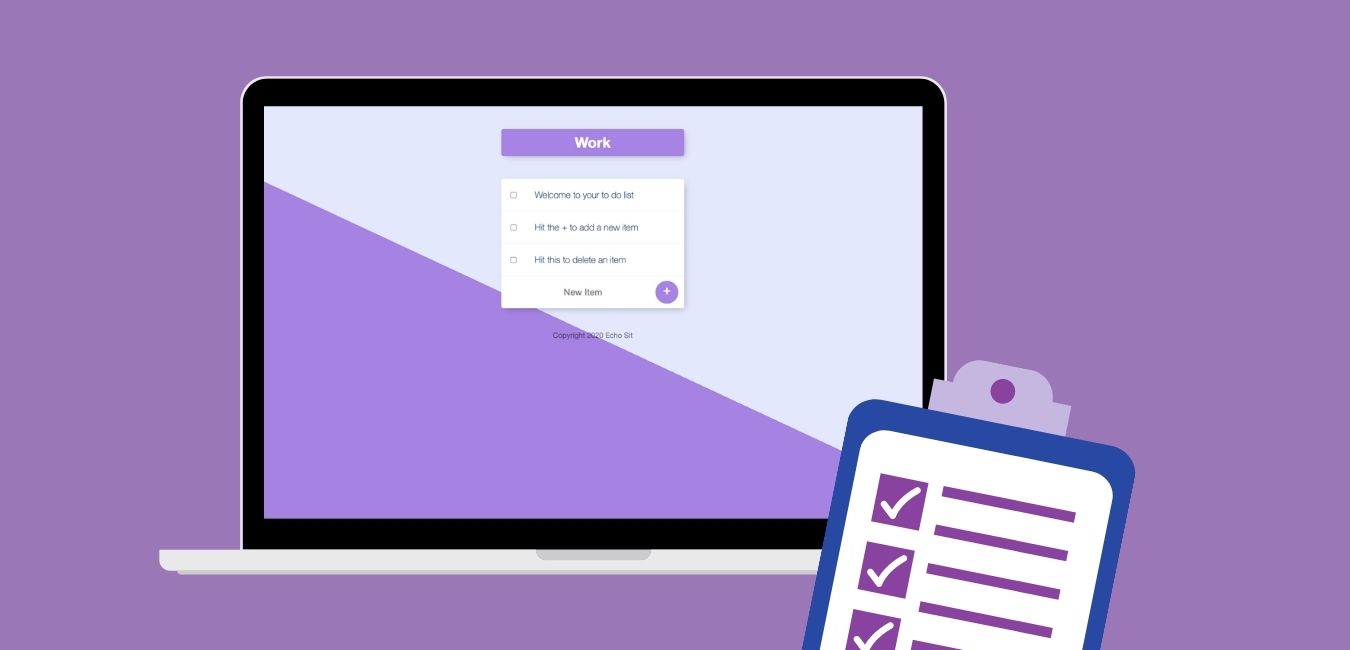 Work
Welcome to your to do list
Hit the + to add a new item
Hit this to delete an item
New Item
+
Copyright 2020 Echo Sit